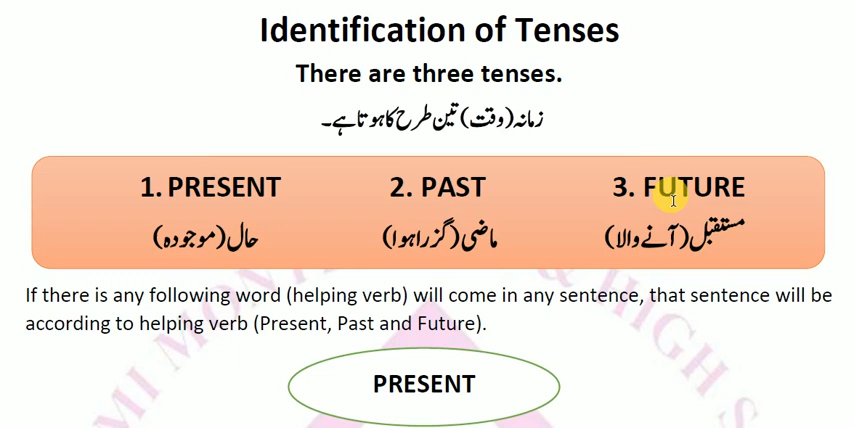 Identification of Tenses
There are three tenses.
زمانہ (وقت) تین طرح کا ہوتا ہے۔
1. PRESENT 2. PAST 3. FUTURE
حال (موجودہ) ماضی (گزرا ہوا) مستقبل (آنے والا)
If there is any following word (helping verb) will come in any sentence, that sentence will be
according to helping verb (Present, Past and Future).
PRESENT